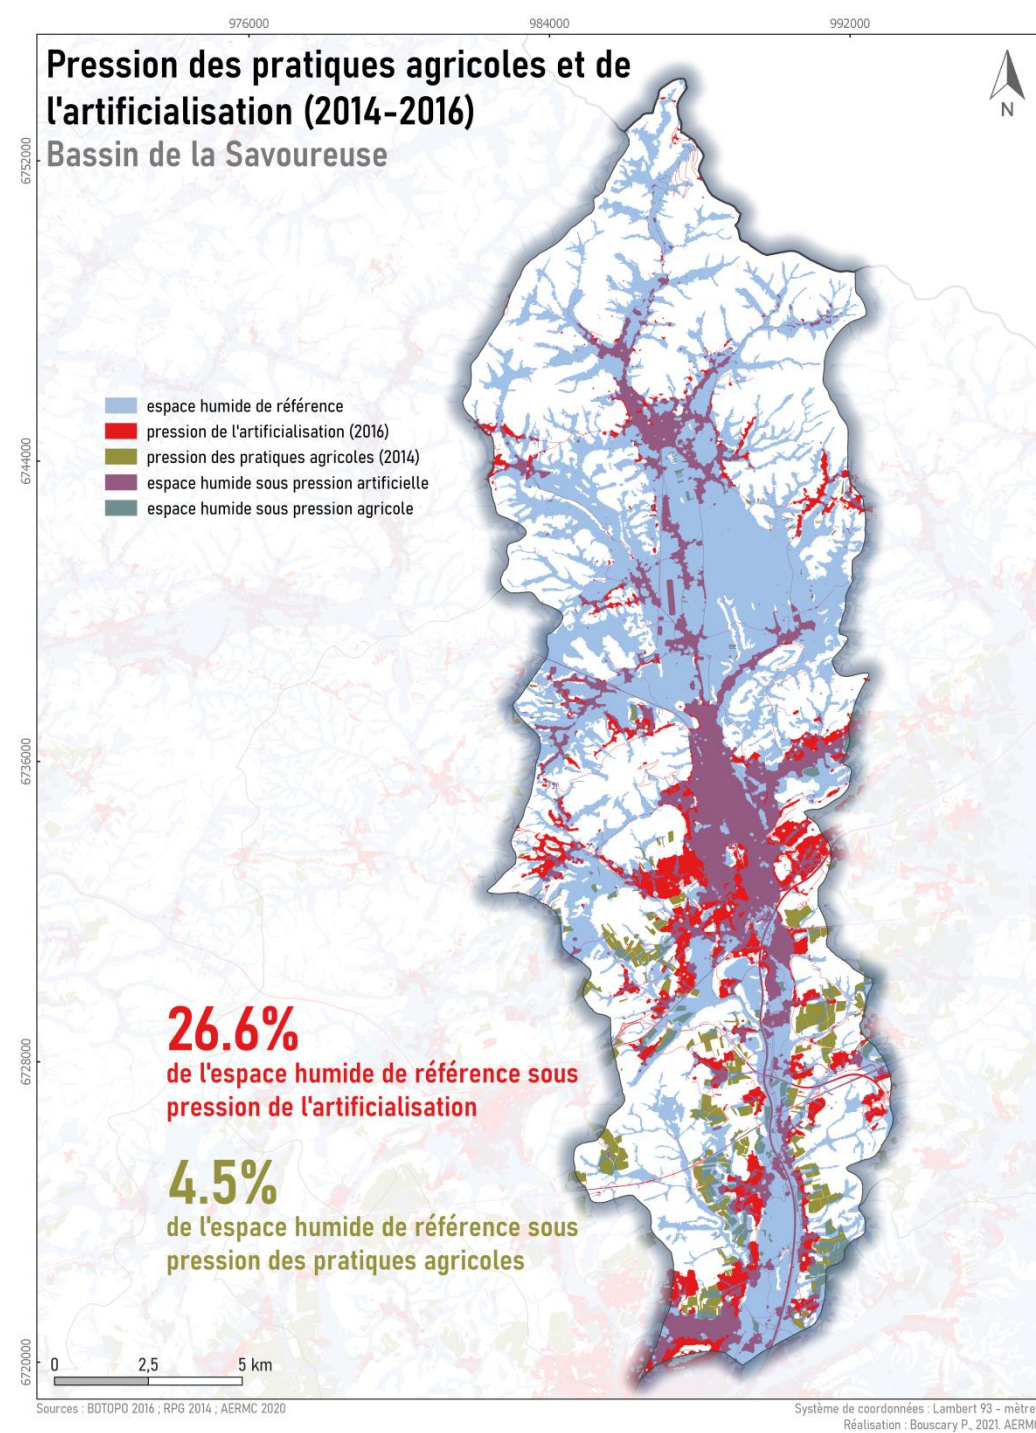 976000
984000
992000
Pression des pratiques agricoles et de
l'artificialisation (2014-2016)
Bassin de la Savoureuse
N
6752000
6744000
6736000
6728000
6720000
espace humide de référence
pression de l'artificialisation (2016)
pression des pratiques agricoles (2014)
espace humide sous pression artificielle
espace humide sous pression agricole
26.6%
de l'espace humide de référence sous
pression de l'artificialisation
4.5%
de l'espace humide de référence sous
pression des pratiques agricoles
0 2,5 5 km
Sources : BDTOPO 2016 ; RPG 2014 ; AERMC 2020
Système de coordonnées : Lambert 93 - mètre
Réalisation : Bouscary P., 2021. AERMC